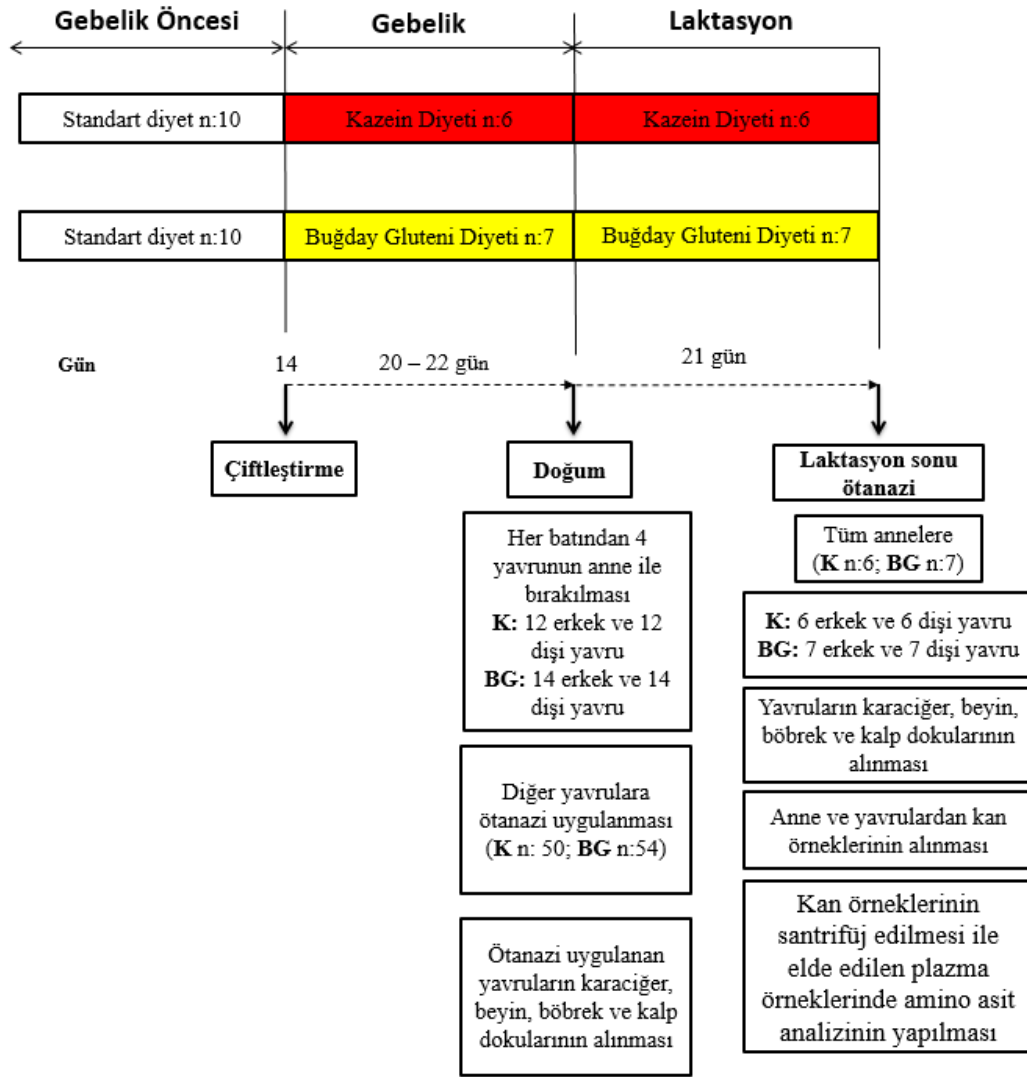 Gebelik Öncesi
Gebelik
Laktasyon
Standart diyet n:10
Kazein Diyeti n:6
Kazein Diyeti n:6
Standart diyet n:10
Buğday Gluteni Diyeti n:7
Buğday Gluteni Diyeti n:7
Gün
14
20 – 22 gün
21 gün
Çiftleştirme
Doğum
Laktasyon sonu
ötanazi
Her batından 4
yavrunun anne ile
bırakılması
K: 12 erkek ve 12
dişi yavru
BG: 14 erkek ve 14
dişi yavru
Diğer yavrulara
ötanazi uygulanması
(K n: 50; BG n:54)
Ötanazi uygulanan
yavruların karaciğer,
beyin, böbrek ve kalp
dokularının alınması
Tüm annelere
(K n:6; BG n:7)
K: 6 erkek ve 6 dişi yavru
BG: 7 erkek ve 7 dişi yavru
Yavruların karaciğer, beyin,
böbrek ve kalp dokularının
alınması
Anne ve yavrulardan kan
örneklerinin alınması
Kan örneklerinin
santrifüj edilmesi ile
elde edilen plazma
örneklerinde amino asit
analizinin yapılması